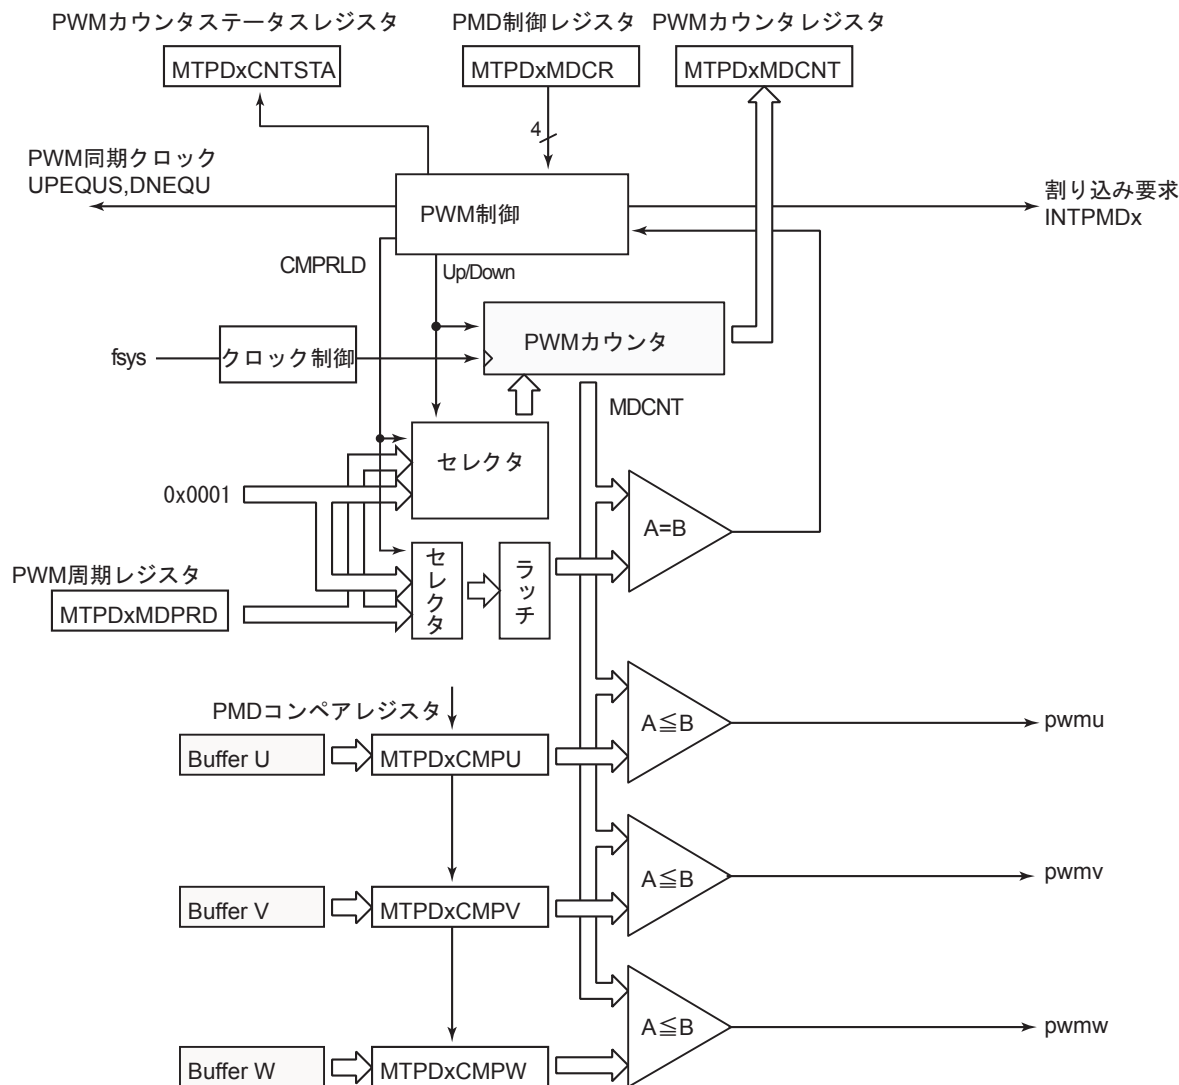 PWMカウンタステータスレジスタ
PMD制御レジスタ
PWMカウンタレジスタ
MTPDxCNTSTA
MTPDxMDCR
MTPDxMDCNT
4
PWM同期クロック
UPEQUS,DNEQU
PWM制御
割り込み要求
INTPMDx
CMPRLD
Up/Down
fsys
クロック制御
PWMカウンタ
MDCNT
セレクタ
0x0001
A=B
セレクタ
ラッチ
PWM周期レジスタ
MTPDxMDPRD
PMDコンペアレジスタ
Buffer U
MTPDxCMPU
A≦B
pwmu
Buffer V
MTPDxCMPV
A≦B
pwmv
Buffer W
MTPDxCMPW
A≦B
pwmw